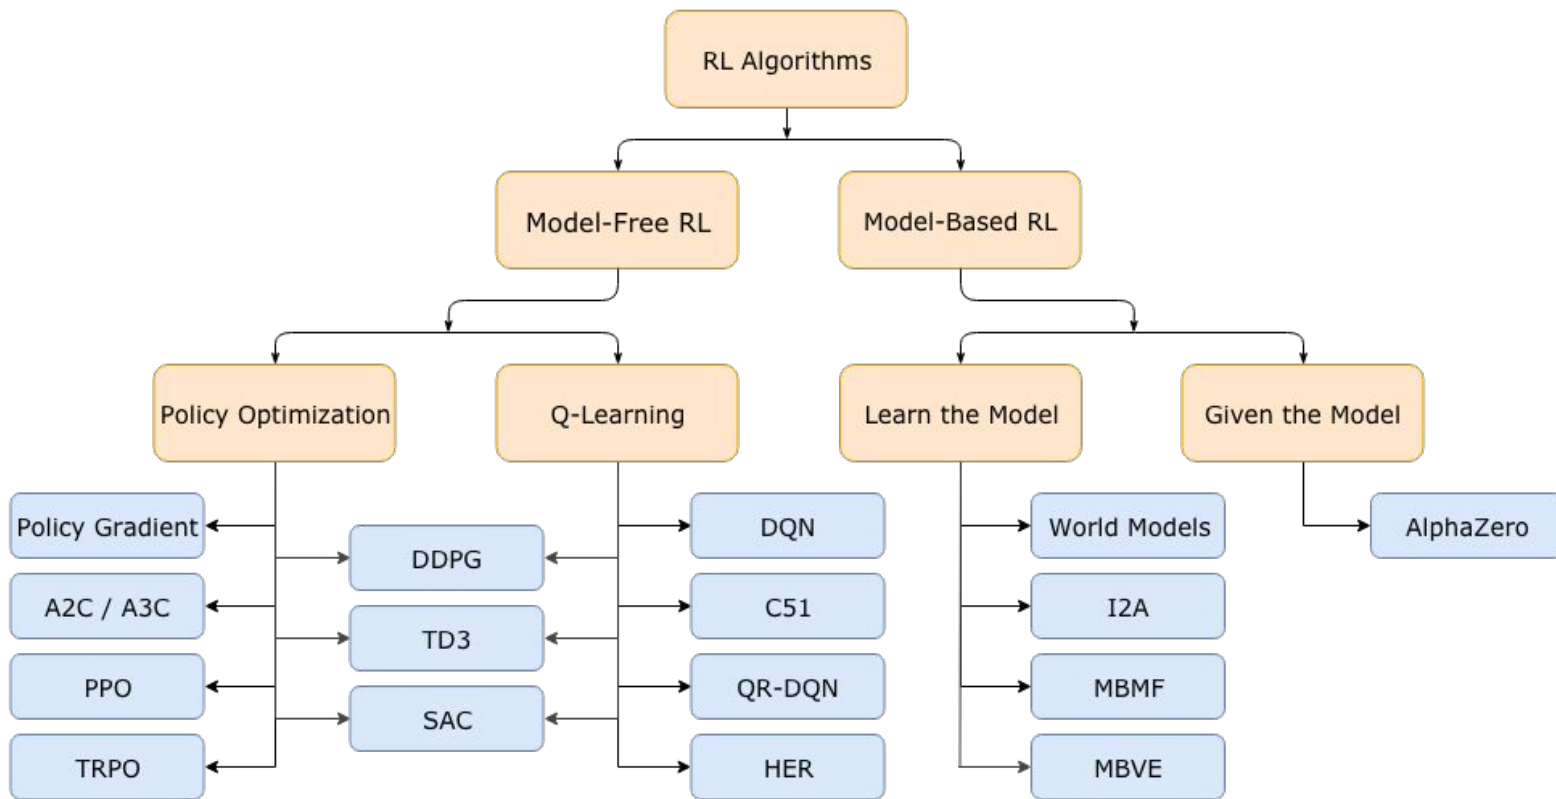 RL Algorithms
Model-Free RL
Model-Based RL
Policy Optimization
Q-Learning
Learn the Model
Given the Model
Policy Gradient
DDPG
DQN
World Models
AlphaZero
A2C / A3C
TD3
C51
I2A
PPO
SAC
QR-DQN
MBMF
TRPO
HER
MBVE